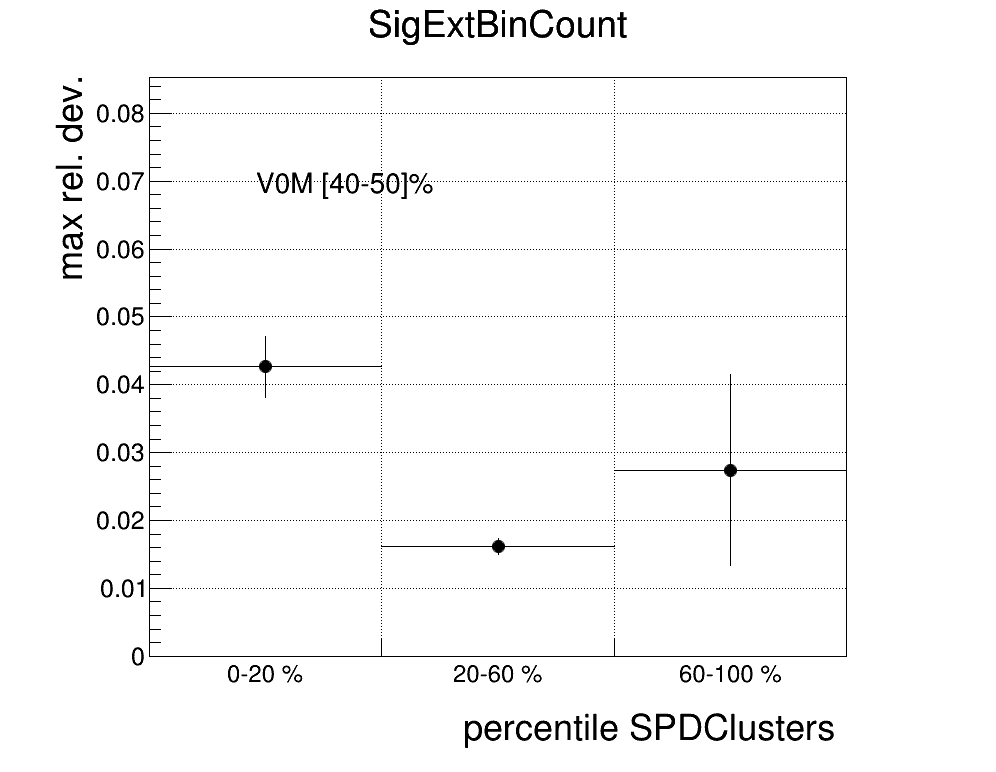 SigExtBinCount
max rel. dev.
0.08
0.07
0.06
0.05
0.04
0.03
0.02
0.01
0
V0M [40-50]%
0-20 % 20-60 % 60-100 %
percentile SPDClusters